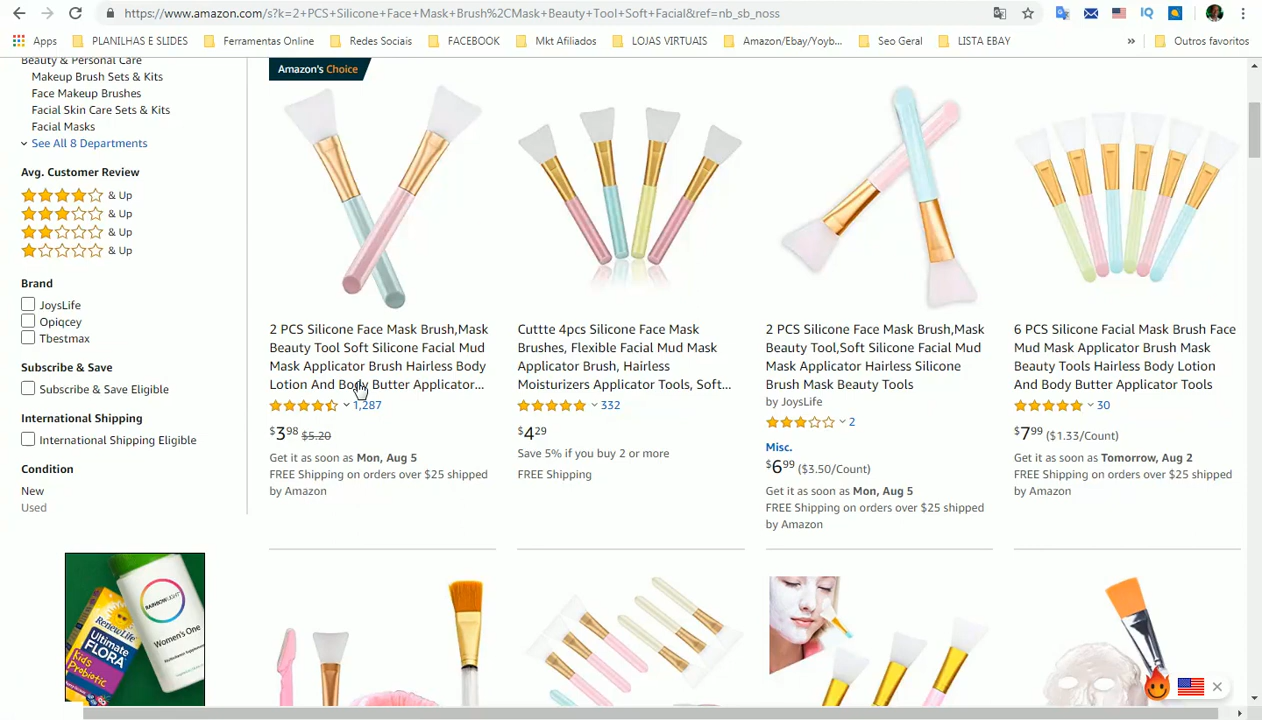 https://www.amazon.com/s?k=2+PCS+Silicone+Face+Mask+Brush%2CMask+Beauty+Tool+Soft+Facial&ref=nb_sb_noss
Apps PLANILHAS E SLIDES Ferramentas Online Redes Sociais FACEBOOK Mkt Afiliados LOJAS VIRTUAIS Amazon/Ebay/Yoyb... Seo Geral LISTA EBAY » Outros favoritos
Beauty & Personal Care
Makeup Brush Sets & Kits
Face Makeup Brushes
Facial Skin Care Sets & Kits
Facial Masks
See All 8 Departments
Avg. Customer Review
& Up
& Up
& Up
& Up
Brand
JoysLife
Opiqcey
Tbestmax
Subscribe & Save
Subscribe & Save Eligible
International Shipping
International Shipping Eligible
Condition
New
Used
RAINBOW LIGHT
Women's One
RENEW LIFE
Ultimate
FLORA
Kids
Probiotic
Amazon's Choice
2 PCS Silicone Face Mask Brush,Mask
Beauty Tool Soft Silicone Facial Mud
Mask Applicator Brush Hairless Body
Lotion And Body Butter Applicator...
1,287
$3.98 $5.20
Get it as soon as Mon, Aug 5
FREE Shipping on orders over $25 shipped
by Amazon
Cuttte 4pcs Silicone Face Mask
Brushes, Flexible Facial Mud Mask
Applicator Brush, Hairless
Moisturizers Applicator Tools, Soft...
332
$4.29
Save 5% if you buy 2 or more
FREE Shipping
2 PCS Silicone Face Mask Brush,Mask
Beauty Tool,Soft Silicone Facial Mud
Mask Applicator Hairless Silicone
Brush Mask Beauty Tools
by JoysLife
2
Misc.
$6.99 ($3.50/Count)
Get it as soon as Mon, Aug 5
FREE Shipping on orders over $25 shipped
by Amazon
6 PCS Silicone Facial Mask Brush Face
Mud Mask Applicator Brush Mask
Beauty Tools Hairless Body Lotion
And Body Butter Applicator Tools
30
$7.99 ($1.33/Count)
Get it as soon as Tomorrow, Aug 2
FREE Shipping on orders over $25 shipped
by Amazon